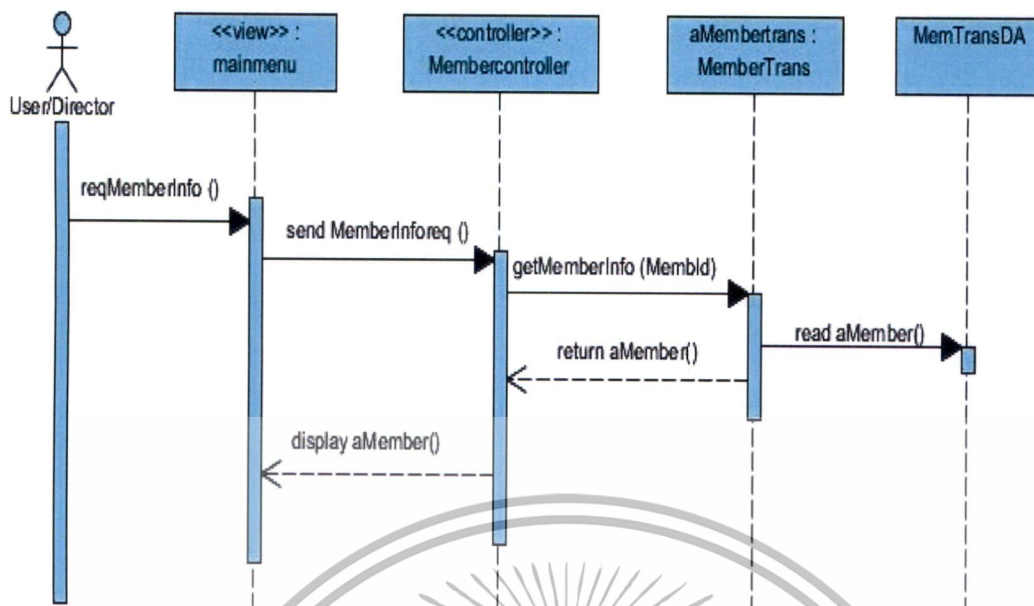 <<view>> :
mainmenu
<<controller>> :
Membercontroller
aMembertrans :
MemberTrans
MemTransDA
User/Director
reqMemberInfo ()
send MemberInforeq ()
getMemberInfo (MembId)
read aMember()
return aMember()
display aMember()